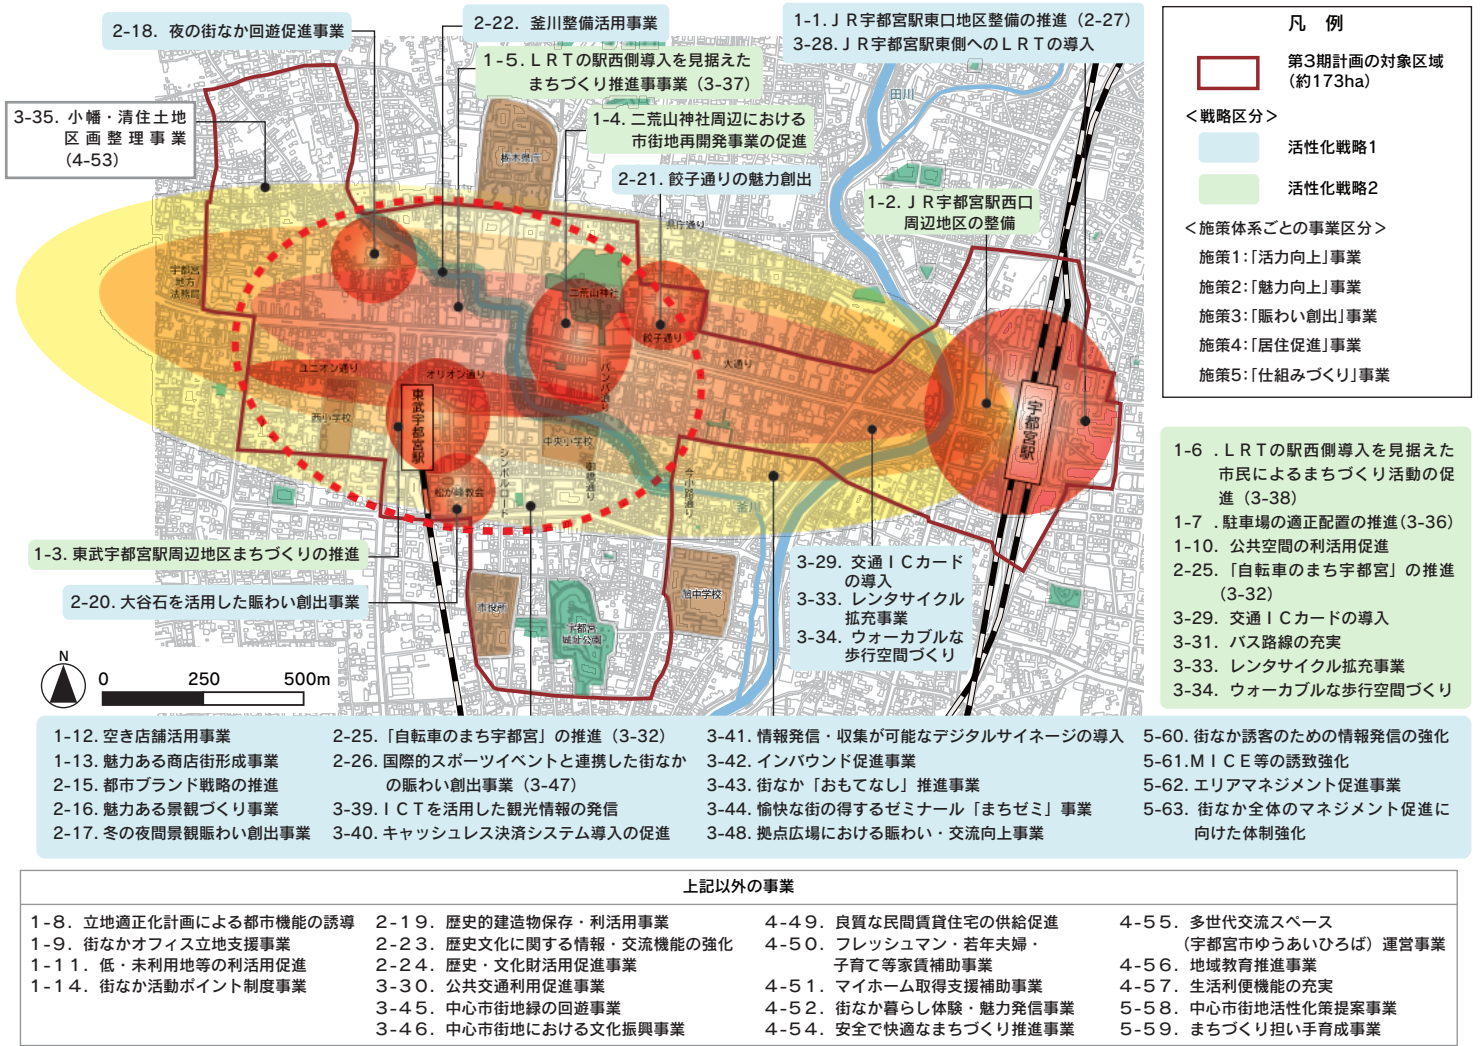 2-18. 夜の街なか回遊促進事業
2-22. 釜川整備活用事業
1-1.ＪＲ宇都宮駅東口地区整備の推進（2-27）
3-28.ＪＲ宇都宮駅東側へのＬＲＴの導入
1-5.ＬＲＴの駅西側導入を見据えた
まちづくり推進事事業（3-37）
3-35. 小幡・清住土地
区画整理事業
（4-53）
1-4. 二荒山神社周辺における
市街地再開発事業の促進
2-21. 餃子通りの魅力創出
1-2.ＪＲ宇都宮駅西口
周辺地区の整備
凡 例
第3期計画の対象区域
（約173ha）
＜戦略区分＞
活性化戦略1
活性化戦略2
＜施策体系ごとの事業区分＞
施策1:「活力向上」事業
施策2:「魅力向上」事業
施策3:「賑わい創出」事業
施策4:「居住促進」事業
施策5:「仕組みづくり」事業
田川
栃木県庁
県庁通り
宇都宮
地方
法務局
二荒山神社
餃子通り
大通り
ユニオン通り
オリオン通り
バンバ通り
西小学校
東武宇都宮駅
中央小学校
宇都宮駅
シンボルロード
御橋通り
今小路通り
松が峰教会
釜川
市役所
宇都宮
城址公園
旭中学校
1-3. 東武宇都宮駅周辺地区まちづくりの推進
2-20. 大谷石を活用した賑わい創出事業
3-29. 交通ＩＣカード
の導入
3-33. レンタサイクル
拡充事業
3-34. ウォーカブルな
歩行空間づくり
1-6 .ＬＲＴの駅西側導入を見据えた
市民によるまちづくり活動の促
進（3-38）
1-7 . 駐車場の適正配置の推進(3-36)
1-10. 公共空間の利活用促進
2-25. 「自転車のまち宇都宮」の推進
（3-32）
3-29. 交通ＩＣカードの導入
3-31. バス路線の充実
3-33. レンタサイクル拡充事業
3-34. ウォーカブルな歩行空間づくり
N
0 250 500m
1-12. 空き店舗活用事業
1-13. 魅力ある商店街形成事業
2-15. 都市ブランド戦略の推進
2-16. 魅力ある景観づくり事業
2-17. 冬の夜間景観賑わい創出事業
2-25. 「自転車のまち宇都宮」の推進（3-32）
2-26. 国際的スポーツイベントと連携した街なか
の賑わい創出事業（3-47）
3-39.ＩＣＴを活用した観光情報の発信
3-40. キャッシュレス決済システム導入の促進
3-41. 情報発信・収集が可能なデジタルサイネージの導入
3-42. インバウンド促進事業
3-43. 街なか「おもてなし」推進事業
3-44. 愉快な街の得するゼミナール「まちゼミ」事業
3-48. 拠点広場における賑わい・交流向上事業
5-60. 街なか誘客のための情報発信の強化
5-61.ＭＩＣＥ等の誘致強化
5-62. エリアマネジメント促進事業
5-63. 街なか全体のマネジメント促進に
向けた体制強化
上記以外の事業
1-8. 立地適正化計画による都市機能の誘導
1-9. 街なかオフィス立地支援事業
1-11. 低・未利用地等の利活用促進
1-14. 街なか活動ポイント制度事業
2-19. 歴史的建造物保存・利活用事業
2-23. 歴史文化に関する情報・交流機能の強化
2-24. 歴史・文化財活用促進事業
3-30. 公共交通利用促進事業
3-45. 中心市街地緑の回遊事業
3-46. 中心市街地における文化振興事業
4-49. 良質な民間賃貸住宅の供給促進
4-50. フレッシュマン・若年夫婦・
子育て等家賃補助事業
4-51. マイホーム取得支援補助事業
4-52. 街なか暮らし体験・魅力発信事業
4-54. 安全で快適なまちづくり推進事業
4-55. 多世代交流スペース
（宇都宮市ゆうあいひろば）運営事業
4-56. 地域教育推進事業
4-57. 生活利便機能の充実
5-58. 中心市街地活性化策提案事業
5-59. まちづくり担い手育成事業